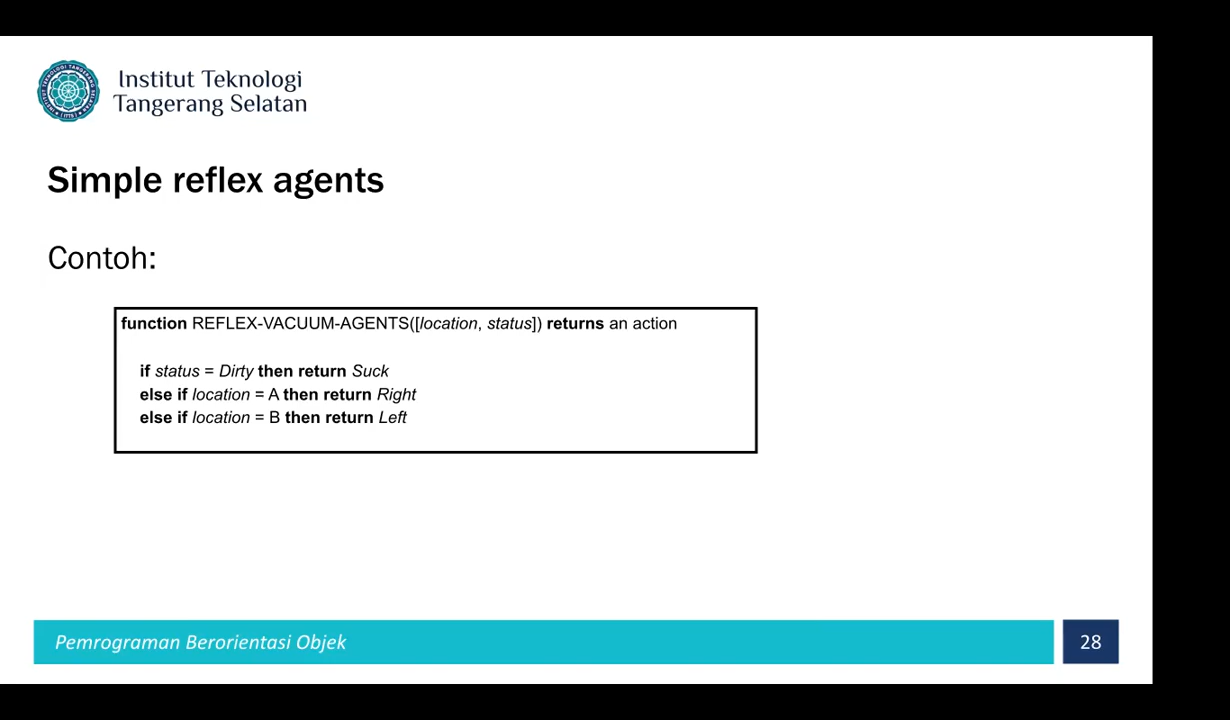 Institut Teknologi
Tangerang Selatan
Simple reflex agents
Contoh:
function REFLEX-VACUUM-AGENTS([location, status]) returns an action
if status = Dirty then return Suck
else if location = A then return Right
else if location = B then return Left
Pemrograman Berorientasi Objek
28